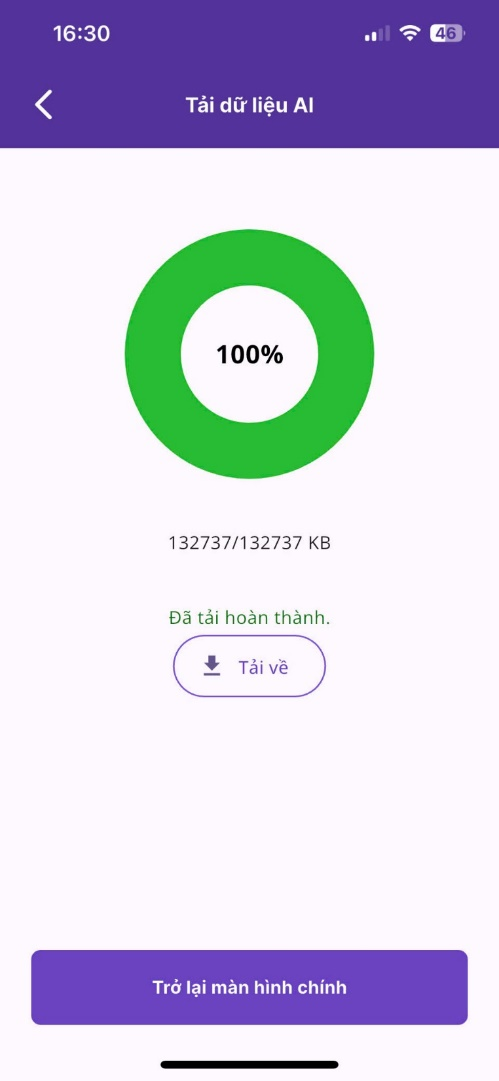 16:30
46
Tải dữ liệu AI
100%
132737/132737 KB
Đã tải hoàn thành.
Tải về
Trở lại màn hình chính